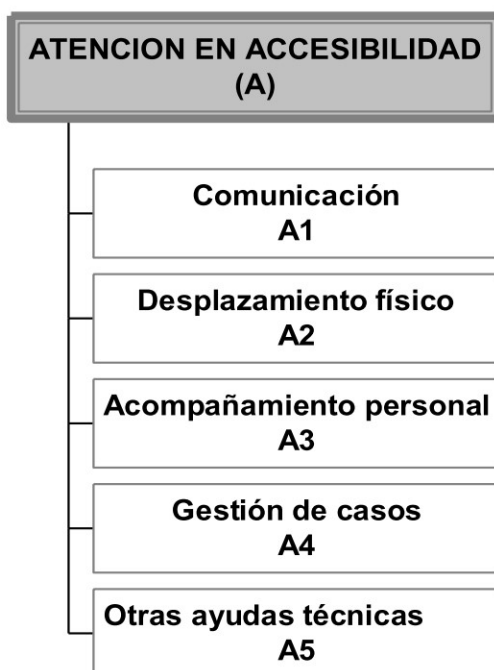 ATENCION EN ACCESIBILIDAD
(A)
Comunicación
A1
Desplazamiento físico
A2
Acompañamiento personal
A3
Gestión de casos
A4
Otras ayudas técnicas
A5